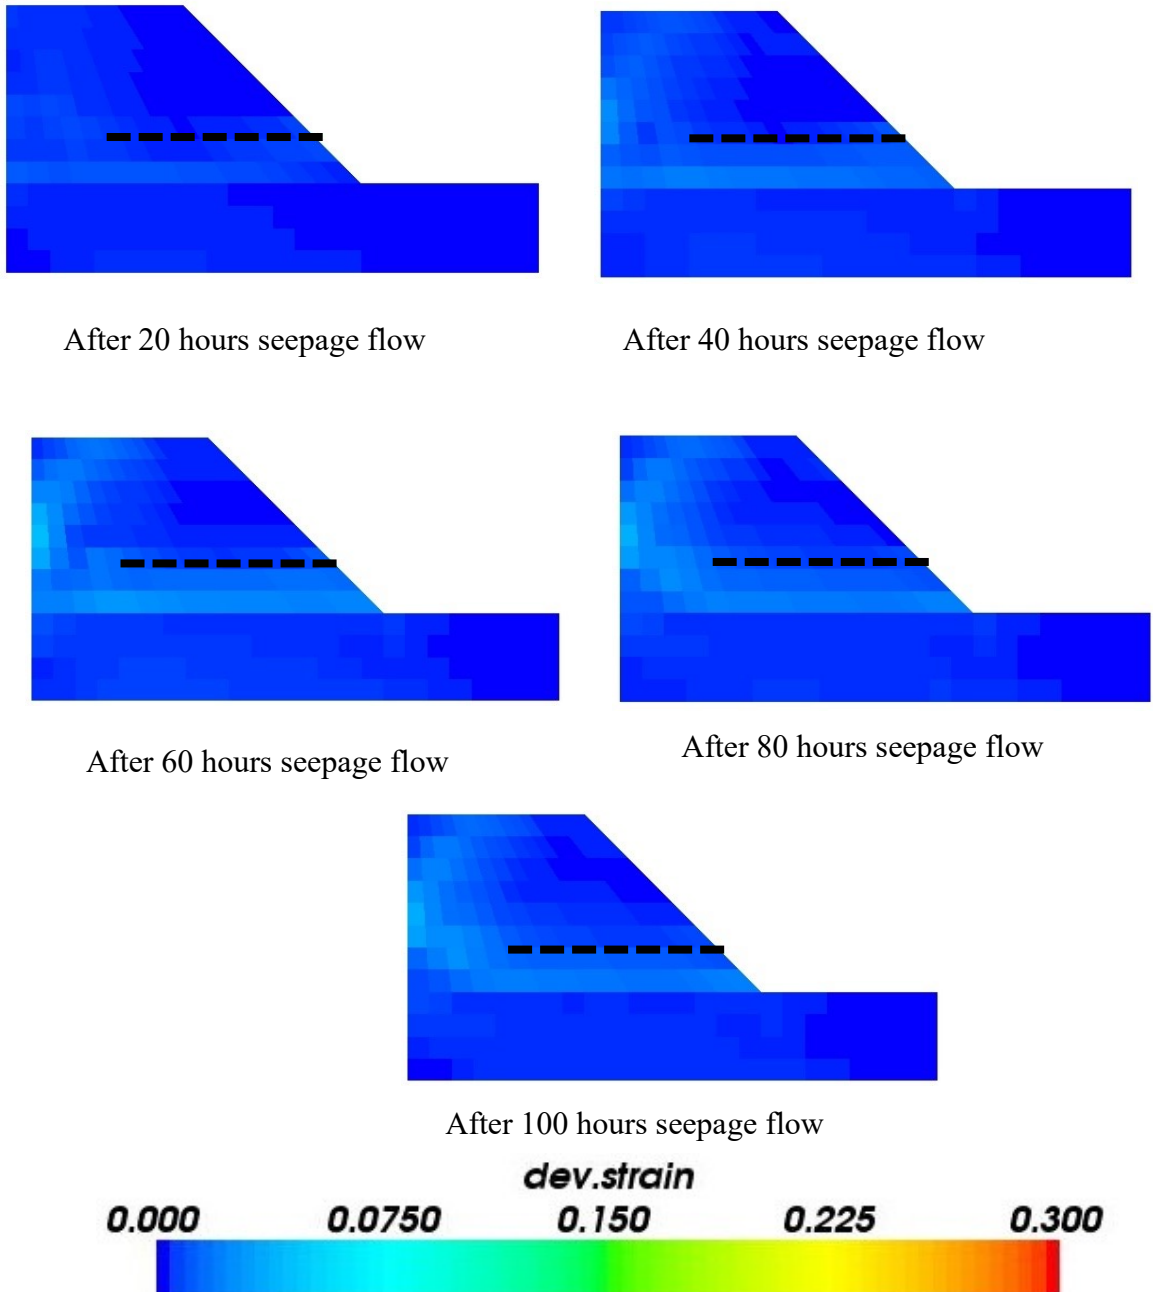 After 20 hours seepage flow
After 40 hours seepage flow
After 60 hours seepage flow
After 80 hours seepage flow
After 100 hours seepage flow
dev.strain
0.000 0.0750 0.150 0.225 0.300